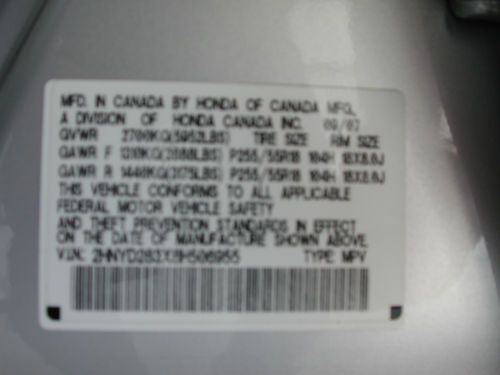 MFD. IN CANADA BY HONDA OF CANADA MFG.,
A DIVISION OF HONDA CANADA INC. 09/07
GVWR 2700KG(5952LBS) TIRE SIZE RIM SIZE
GAWR F P255/55R18 104H 18X8.0J
GAWR R 1440KG(3175LBS) P255/55R18 104H 18X8.0J
THIS VEHICLE CONFORMS TO ALL APPLICABLE
FEDERAL MOTOR VEHICLE SAFETY
AND THEFT PREVENTION STANDARDS IN EFFECT
ON THE DATE OF MANUFACTURE SHOWN ABOVE.
V.I.N.: TYPE: MPV